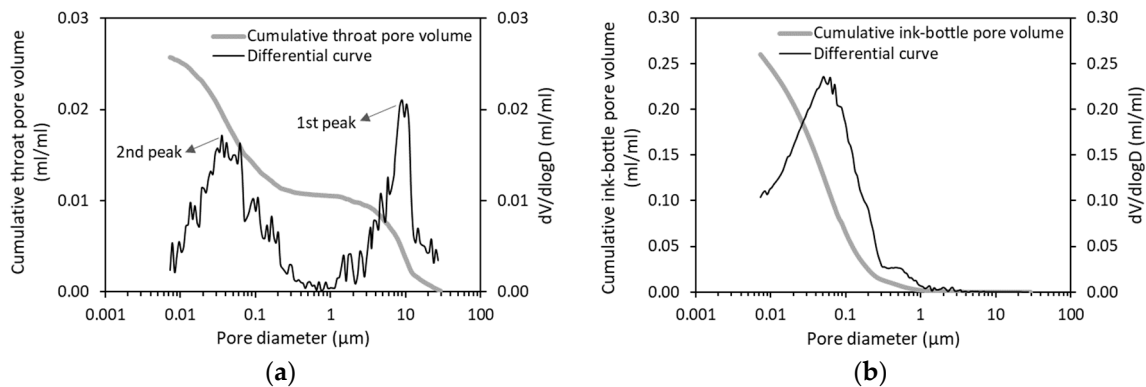 Cumulative throat pore volume
(ml/ml)
0.03
0.02
0.01
0.00
Cumulative throat pore volume
Differential curve
1st peak
2nd peak
0.03
0.02
0.01
0.00
dV/dlogD (ml/ml)
0.001 0.01 0.1 1 10 100
Pore diameter (μm)
(a)
Cumulative ink-bottle pore volume
(ml/ml)
0.30
0.25
0.20
0.15
0.10
0.05
0.00
Cumulative ink-bottle pore volume
Differential curve
0.30
0.25
0.20
0.15
0.10
0.05
0.00
dV/dlogD (ml/ml)
0.001 0.01 0.1 1 10 100
Pore diameter (μm)
(b)